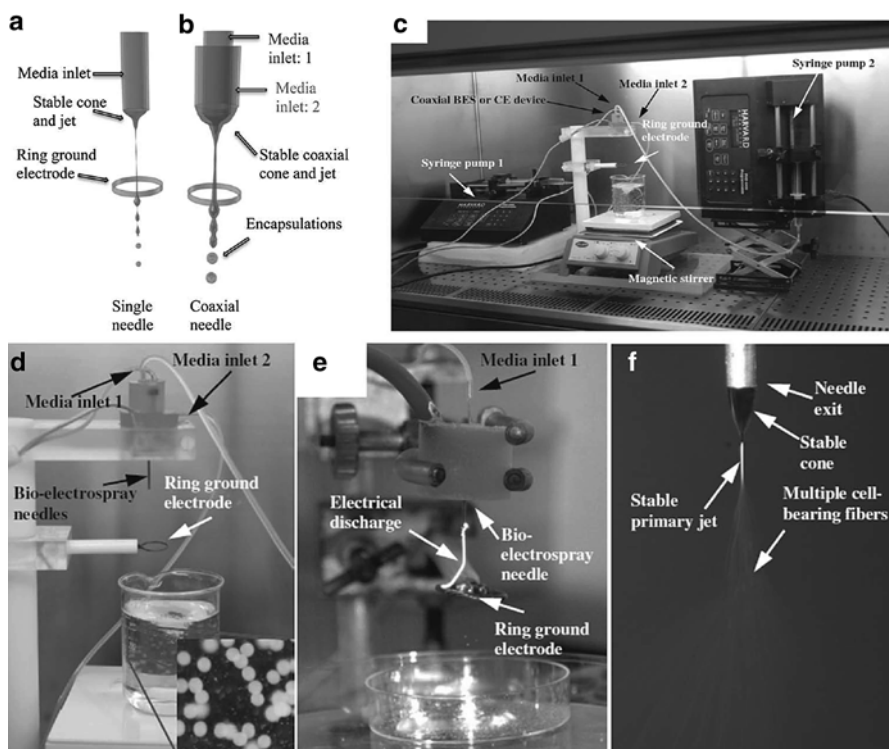 a
b
Media
inlet: 1
Media inlet
Media
inlet: 2
Stable cone
and jet
Ring ground
electrode
Stable coaxial
cone and jet
Encapsulations
Single
needle
Coaxial
needle
c
Media inlet 1
Media inlet 2
Syringe pump 2
Coaxial BES or CE device
Ring ground
electrode
Syringe pump 1
HARVARD
Magnetic stirrer
d
Media inlet 2
Media inlet 1
Ring ground
electrode
Bio-electrospray
needles
e
Media inlet 1
Electrical
discharge
Bio-
electrospray
needle
Ring ground
electrode
f
Needle
exit
Stable
cone
Stable
primary jet
Multiple cell-
bearing fibers